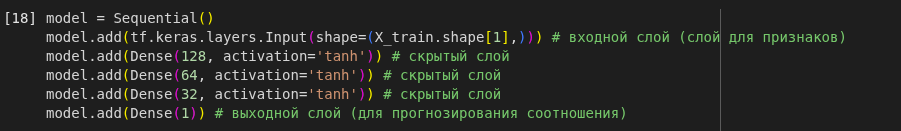 [18] model = Sequential()
model.add(tf.keras.layers.Input(shape=(X_train.shape[1],))) # входной слой (слой для признаков)
model.add(Dense(128, activation='tanh')) # скрытый слой
model.add(Dense(64, activation='tanh')) # скрытый слой
model.add(Dense(32, activation='tanh')) # скрытый слой
model.add(Dense(1)) # выходной слой (для прогнозирования соотношения)